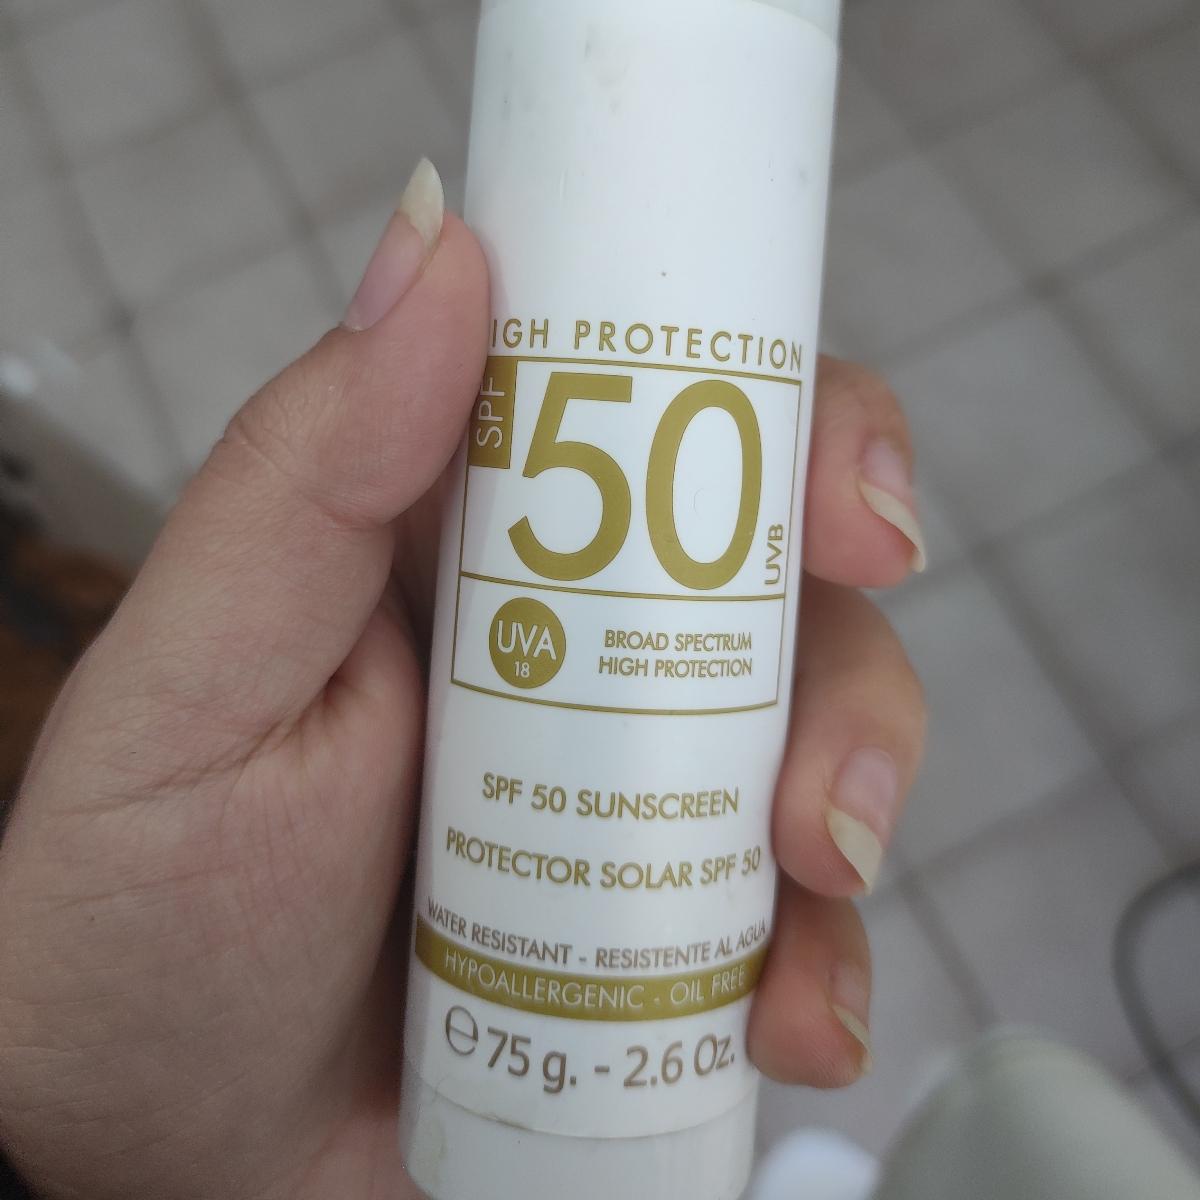 IGH PROTECTION
SPF 50 UVB
UVA
18
BROAD SPECTRUM
HIGH PROTECTION
SPF 50 SUNSCREEN
PROTECTOR SOLAR SPF 50
WATER RESISTANT - RESISTENTE AL AGUA
HYPOALLERGENIC - OIL FREE
℮ 75 g. - 2.6 Oz.